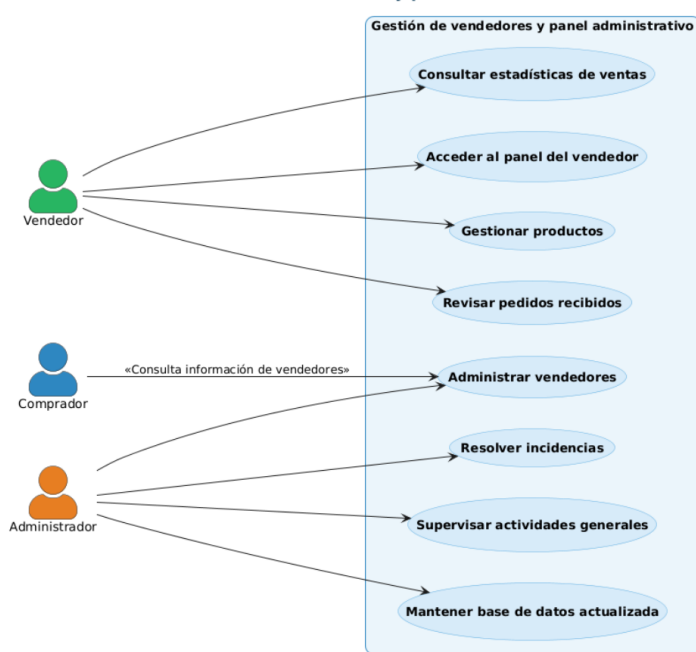 Gestión de vendedores y panel administrativo
Consultar estadísticas de ventas
Acceder al panel del vendedor
Vendedor
Gestionar productos
Revisar pedidos recibidos
«Consulta información de vendedores»
Administrar vendedores
Comprador
Resolver incidencias
Administrador
Supervisar actividades generales
Mantener base de datos actualizada